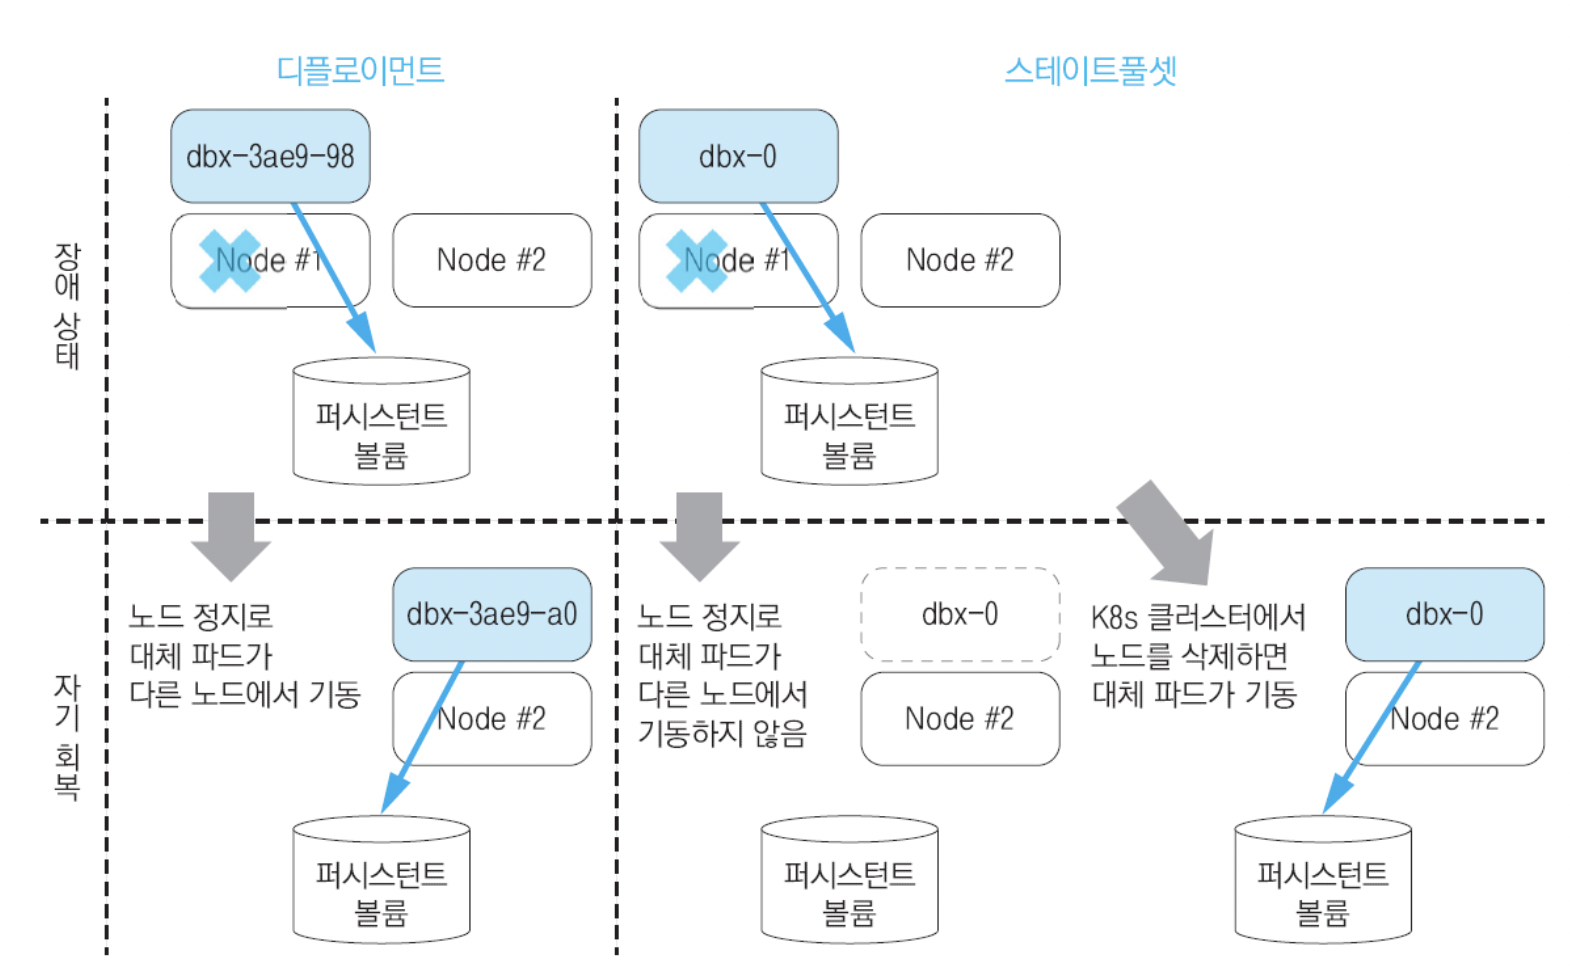 디플로이먼트
스테이트풀셋
장애 상태
dbx-3ae9-98
Node #1
Node #2
퍼시스턴트
볼륨
dbx-0
Node #1
Node #2
퍼시스턴트
볼륨
자기 회복
노드 정지로
대체 파드가
다른 노드에서 기동
dbx-3ae9-a0
Node #2
퍼시스턴트
볼륨
노드 정지로
대체 파드가
다른 노드에서
기동하지 않음
dbx-0
Node #2
퍼시스턴트
볼륨
K8s 클러스터에서
노드를 삭제하면
대체 파드가 기동
dbx-0
Node #2
퍼시스턴트
볼륨